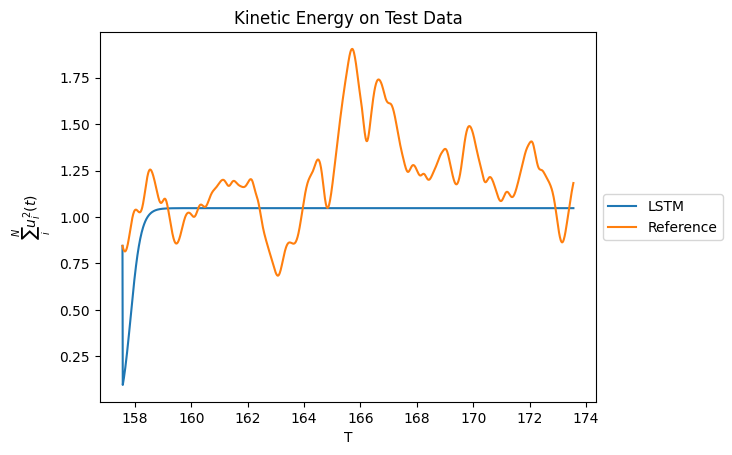 Kinetic Energy on Test Data
1.75
1.50
1.25
1.00
0.75
0.50
0.25
158 160 162 164 166 168 170 172 174
T
$\sum_i^N u_i^2(t)$
LSTM
Reference